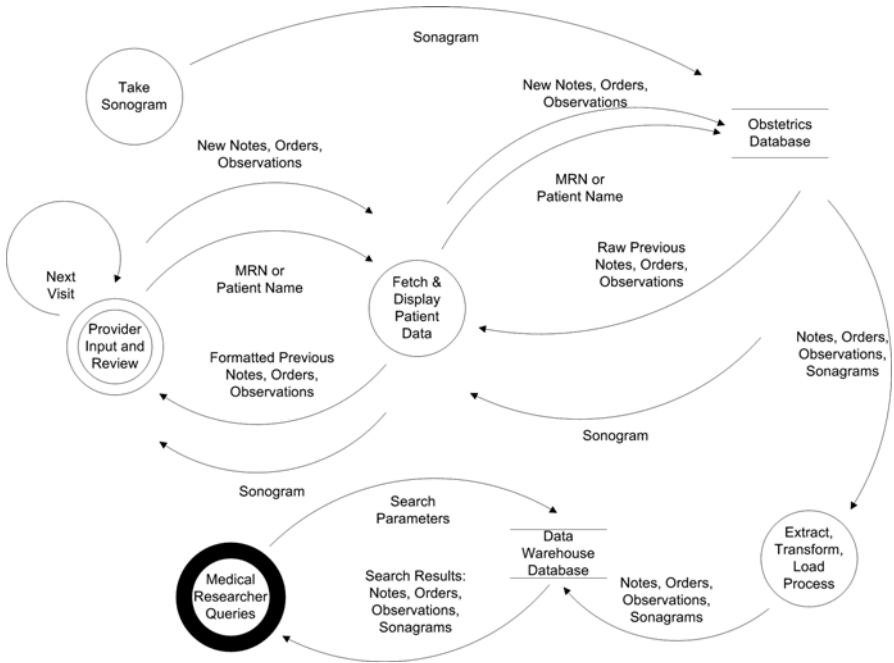 Sonagram
Take
Sonogram
New Notes, Orders,
Observations
Obstetrics
Database
New Notes, Orders,
Observations
MRN or
Patient Name
Raw Previous
Notes, Orders,
Observations
MRN or
Patient Name
Fetch &
Display
Patient
Data
Next
Visit
Provider
Input and
Review
Formatted Previous
Notes, Orders,
Observations
Notes, Orders,
Observations,
Sonagrams
Sonogram
Sonogram
Search
Parameters
Data
Warehouse
Database
Extract,
Transform,
Load
Process
Medical
Researcher
Queries
Search Results:
Notes, Orders,
Observations,
Sonagrams
Notes, Orders,
Observations,
Sonagrams